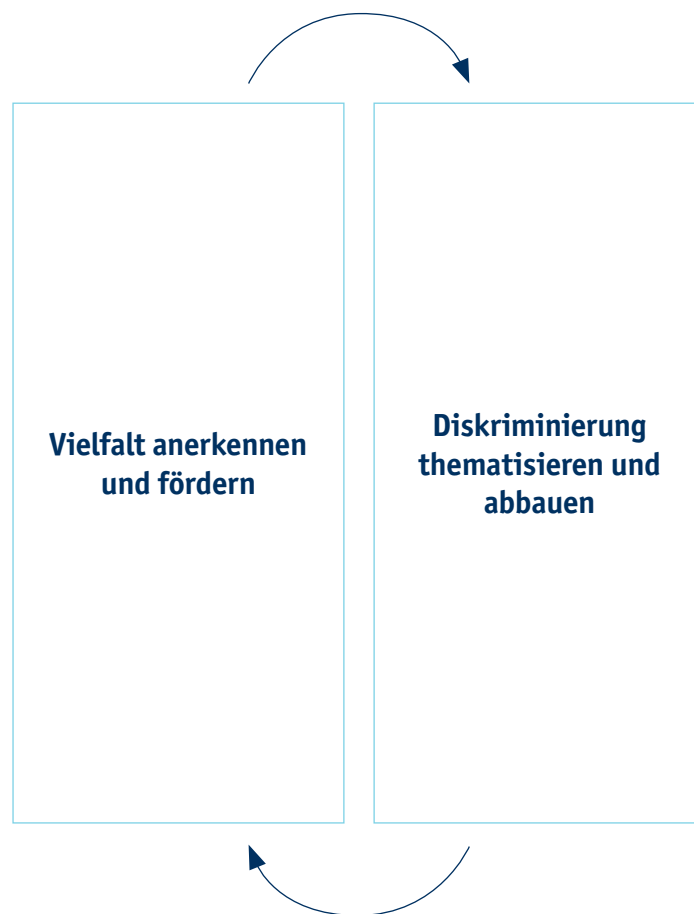 Vielfalt anerkennen
und fördern
Diskriminierung
thematisieren und
abbauen